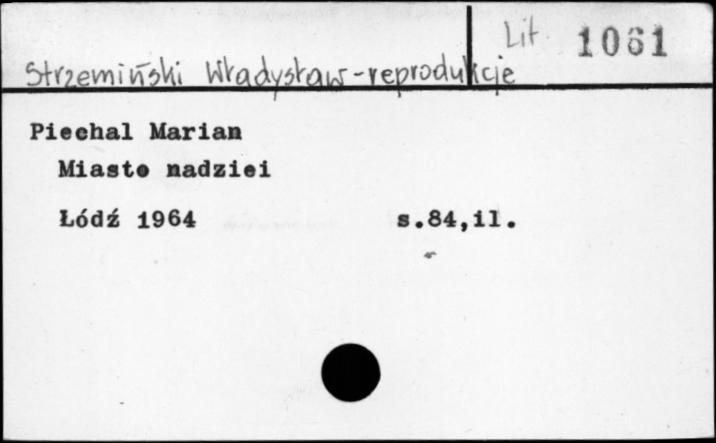 Lit 1061
Strzemiński Władysław-reprodukcje
Piechal Marian
Miasto nadziei
Łódź 1964 s.84,il.